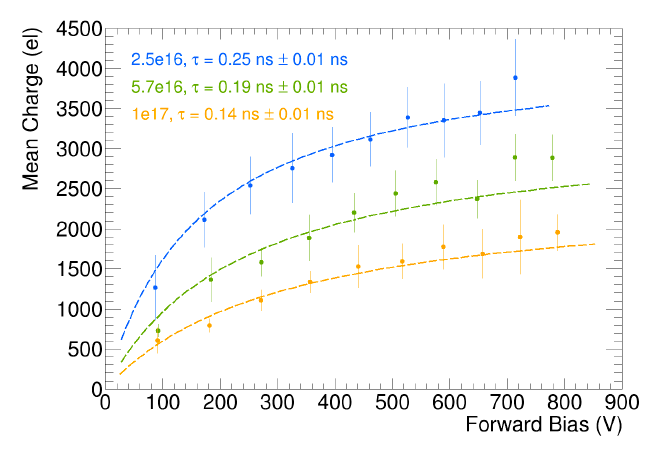 4500
4000
3500
3000
2500
2000
1500
1000
500
0
Mean Charge (el)
2.5e16, τ = 0.25 ns ± 0.01 ns
5.7e16, τ = 0.19 ns ± 0.01 ns
1e17, τ = 0.14 ns ± 0.01 ns
0 100 200 300 400 500 600 700 800 900
Forward Bias (V)